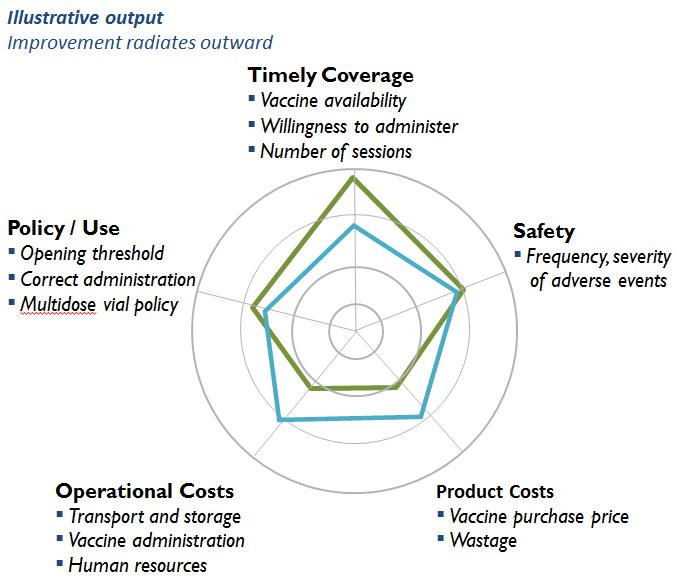 Illustrative output
Improvement radiates outward
Timely Coverage
▪ Vaccine availability
▪ Willingness to administer
▪ Number of sessions
Policy / Use
▪ Opening threshold
▪ Correct administration
▪ Multidose vial policy
Safety
▪ Frequency, severity
of adverse events
Operational Costs
▪ Transport and storage
▪ Vaccine administration
▪ Human resources
Product Costs
▪ Vaccine purchase price
▪ Wastage